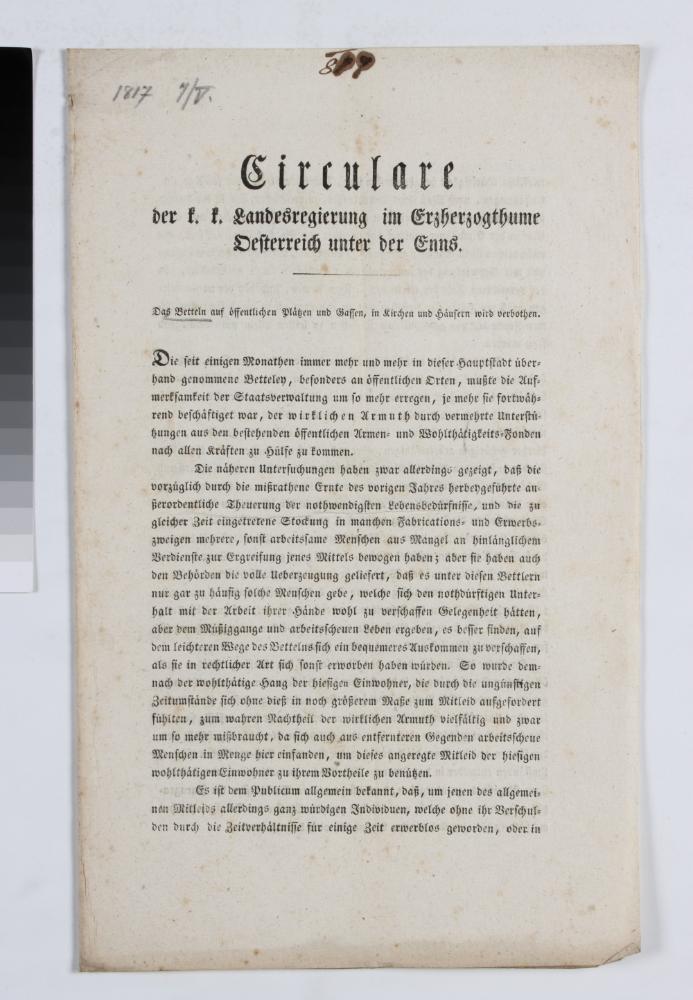 1817 7/V.
Circulare
der k. k. Landesregierung im Erzherzogthume
Oesterreich unter der Enns.
Das Betteln auf öffentlichen Plätzen und Gassen, in Kirchen und Häusern wird verbothen.
Die seit einigen Monathen immer mehr und mehr in dieser Hauptstadt über-
hand genommene Betteley, besonders an öffentlichen Orten, mußte die Auf-
merksamkeit der Staatsverwaltung um so mehr erregen, je mehr sie fortwäh-
rend beschäftiget war, der wirklichen Armuth durch vermehrte Unterstü-
tzungen aus den bestehenden öffentlichen Armen- und Wohlthätigkeits-Fonden
nach allen Kräften zu Hülfe zu kommen.
Die näheren Untersuchungen haben zwar allerdings gezeigt, daß die
vorzüglich durch die mißrathene Ernte des vorigen Jahres herbeygeführte au-
ßerordentliche Theuerung der nothwendigsten Lebensbedürfnisse, und die zu
gleicher Zeit eingetretene Stockung in manchen Fabrications- und Erwerbs-
zweigen mehrere, sonst arbeitsame Menschen aus Mangel an hinlänglichem
Verdienste zur Ergreifung jenes Mittels bewogen haben; aber sie haben auch
den Behörden die volle Ueberzeugung geliefert, daß es unter diesen Bettlern
nur gar zu häufig solche Menschen gebe, welche sich den nothdürftigen Unter-
halt mit der Arbeit ihrer Hände wohl zu verschaffen Gelegenheit hätten,
aber dem Müßiggange und arbeitscheuen Leben ergeben, es besser finden, auf
dem leichteren Wege des Bettelns sich ein bequemeres Auskommen zu verschaffen,
als sie in rechtlicher Art sich sonst erworben haben würden. So wurde dem-
nach der wohlthätige Hang der hiesigen Einwohner, die durch die ungünstigen
Zeitumstände sich ohne dieß in noch größerem Maße zum Mitleid aufgefordert
fühlten, zum wahren Nachtheil der wirklichen Armuth vielfältig und zwar
um so mehr mißbraucht, da sich auch aus entfernteren Gegenden arbeitscheue
Menschen in Menge hier einfanden, um dieses angeregte Mitleid der hiesigen
wohlthätigen Einwohner zu ihrem Vortheile zu benützen.
Es ist dem Publicum allgemein bekannt, daß, um jenen des allgemei-
nen Mitleids allerdings ganz würdigen Individuen, welche ohne ihr Verschul-
den durch die Zeitverhältnisse für einige Zeit erwerblos geworden, oder in